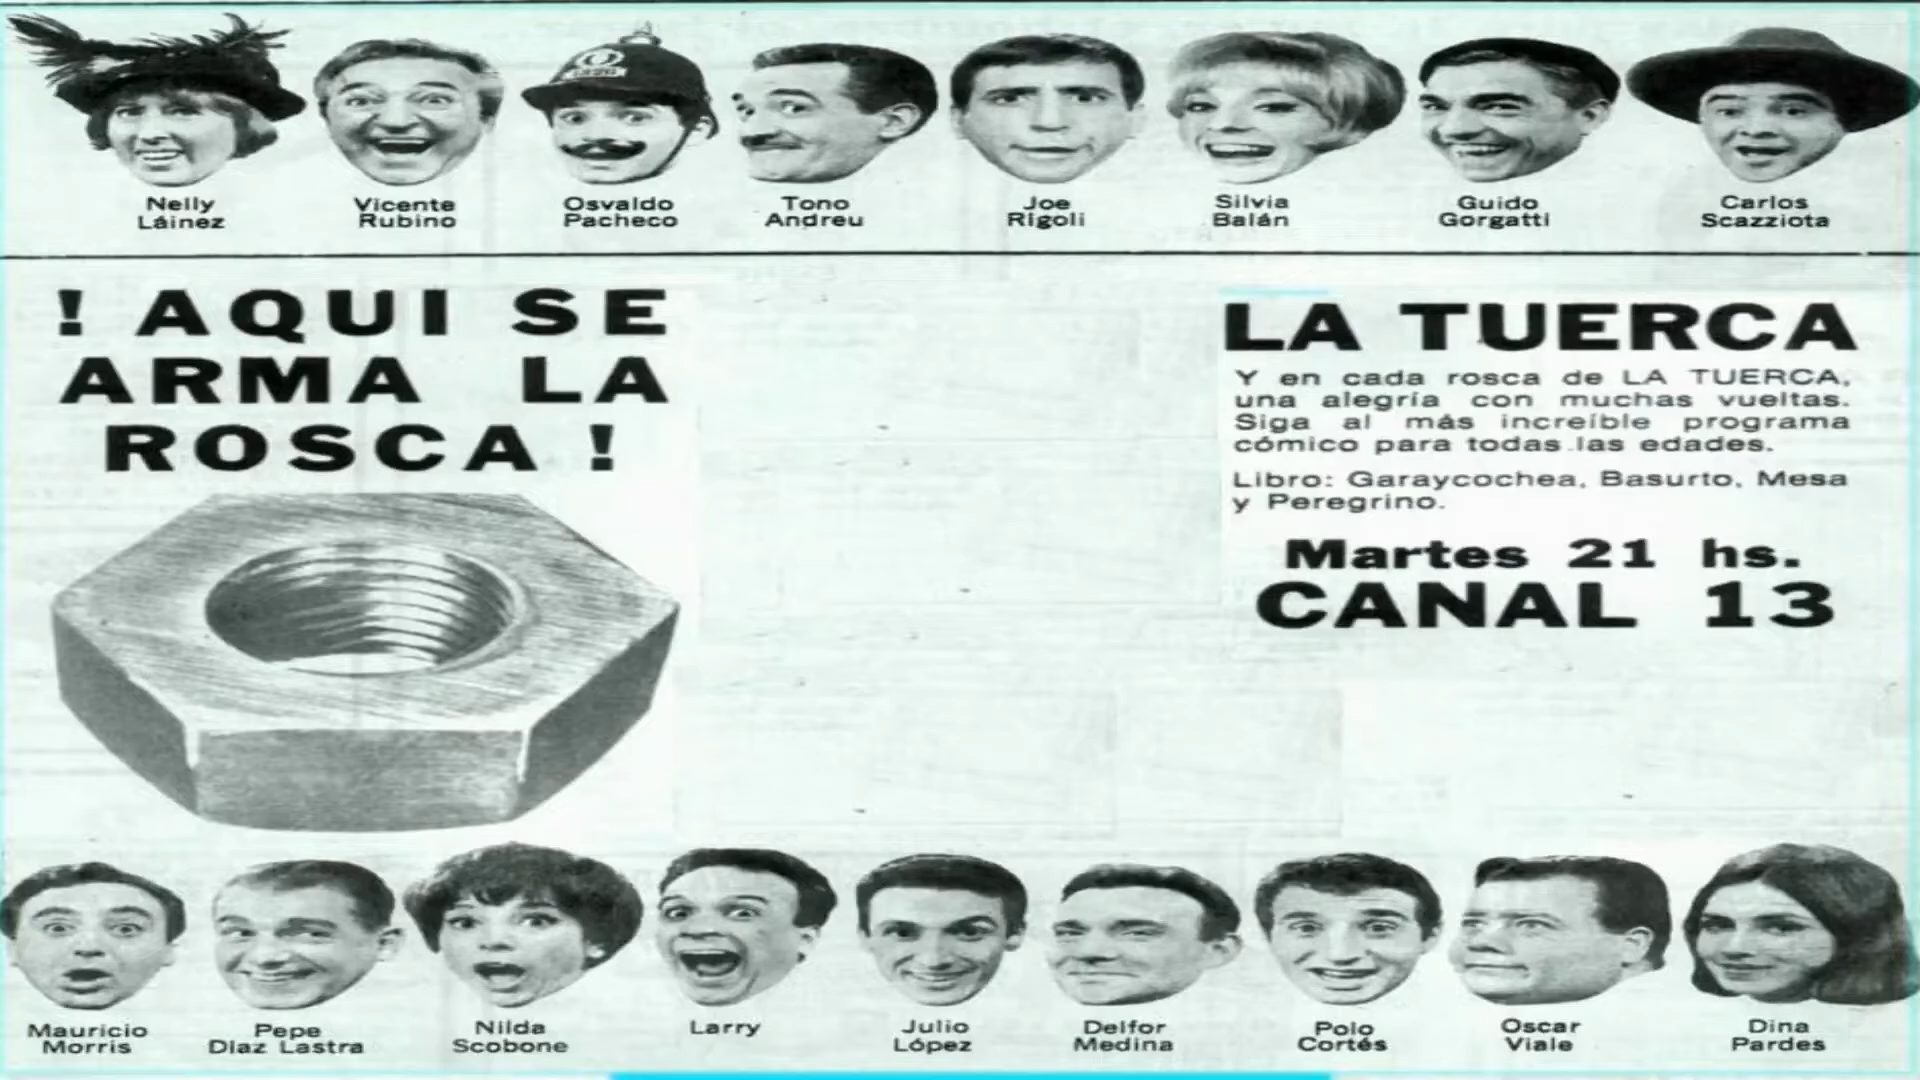 1326
Nelly
Láinez
Vicente
Rubino
Osvaldo
Pacheco
Tono
Andreu
Joe
Rigoli
Silvia
Balán
Guido
Gorgatti
Carlos
Scazziota
! AQUI SE
ARMA LA
ROSCA !
LA TUERCA
Y en cada rosca de LA TUERCA,
una alegría con muchas vueltas.
Siga al más increíble programa
cómico para todas las edades.
Libro: Garaycochea, Basurto, Mesa
y Peregrino.
Martes 21 hs.
CANAL 13
Mauricio
Morris
Pepe
Díaz Lastra
Nilda
Scobone
Larry
Julio
López
Delfor
Medina
Polo
Cortés
Oscar
Viale
Dina
Pardes